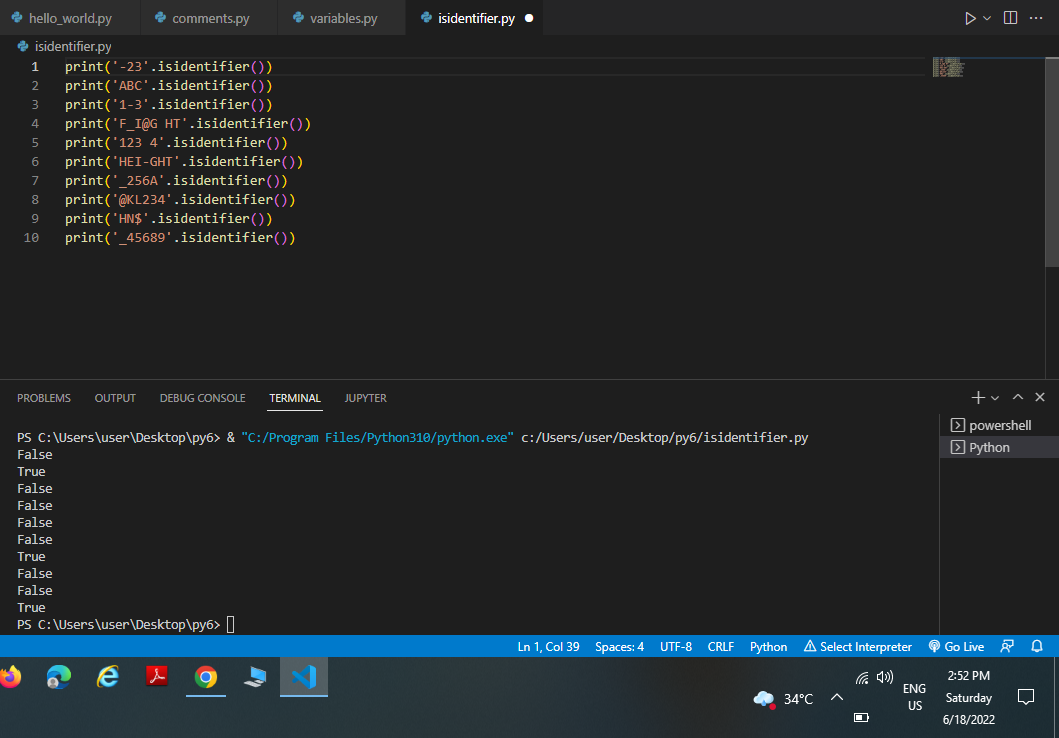 hello_world.py comments.py variables.py isidentifier.py
isidentifier.py
1 print('-23'.isidentifier())
2 print('ABC'.isidentifier())
3 print('1-3'.isidentifier())
4 print('F_I@G HT'.isidentifier())
5 print('123 4'.isidentifier())
6 print('HEI-GHT'.isidentifier())
7 print('_256A'.isidentifier())
8 print('@KL234'.isidentifier())
9 print('HN$'.isidentifier())
10 print('_45689'.isidentifier())
PROBLEMS OUTPUT DEBUG CONSOLE TERMINAL JUPYTER
PS C:\Users\user\Desktop\py6> & "C:/Program Files/Python310/python.exe" c:/Users/user/Desktop/py6/isidentifier.py
False
True
False
False
False
False
True
False
False
True
PS C:\Users\user\Desktop\py6>
powershell
Python
Ln 1, Col 39 Spaces: 4 UTF-8 CRLF Python Select Interpreter Go Live
34°C
ENG
US
2:52 PM
Saturday
6/18/2022